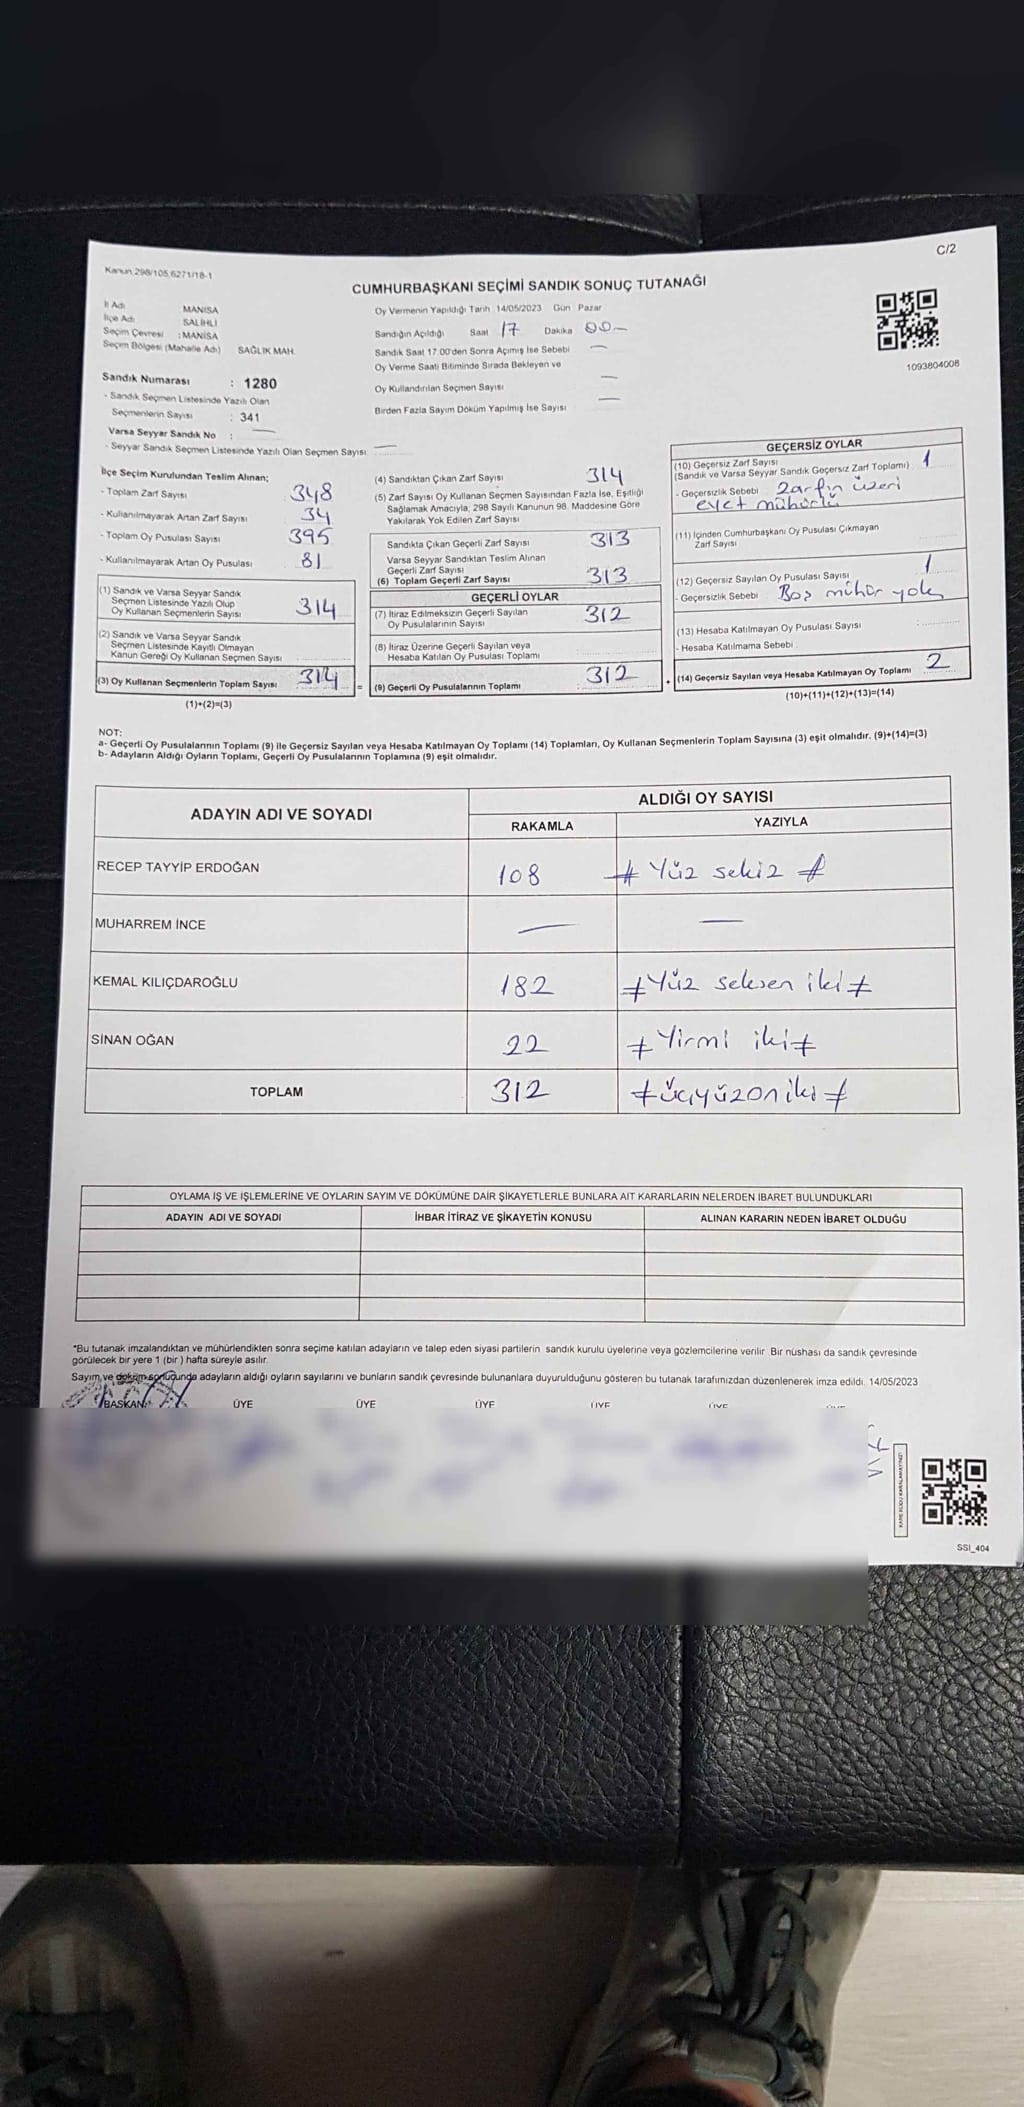 C/2
Kanun 298/105,6271/18-1
CUMHURBAŞKANI SEÇİMİ SANDIK SONUÇ TUTANAĞI
İl Adı MANİSA
İlçe Adı SALİHLİ
Seçim Çevresi : MANİSA
Seçim Bölgesi (Mahalle Adı) SAĞLIK MAH.
Sandık Numarası : 1280
- Sandık Seçmen Listesinde Yazılı Olan
Seçmenlerin Sayısı : 341
Varsa Seyyar Sandık No : —
- Seyyar Sandık Seçmen Listesinde Yazılı Olan Seçmen Sayısı —
Oy Vermenin Yapıldığı Tarih 14/05/2023 Gün : Pazar
Sandığın Açıldığı Saat 17 Dakika 00—
Sandık Saat 17.00'den Sonra Açımış İse Sebebi —
Oy Verme Saati Bitiminde Sırada Bekleyen ve
Oy Kullandırılan Seçmen Sayısı —
Birden Fazla Sayım Döküm Yapılmış İse Sayısı —
1093804008
İlçe Seçim Kurulundan Teslim Alınan;
- Toplam Zarf Sayısı 348
- Kullanılmayarak Artan Zarf Sayısı 34
- Toplam Oy Pusulası Sayısı 395
- Kullanılmayarak Artan Oy Pusulası 81
(1) Sandık ve Varsa Seyyar Sandık
Seçmen Listesinde Yazılı Olup
Oy Kullanan Seçmenlerin Sayısı 314
(2) Sandık ve Varsa Seyyar Sandık
Seçmen Listesinde Kayıtlı Olmayan
Kanun Gereği Oy Kullanan Seçmen Sayısı
(3) Oy Kullanan Seçmenlerin Toplam Sayısı 314 =
(1)+(2)=(3)
(4) Sandıktan Çıkan Zarf Sayısı 314
(5) Zarf Sayısı Oy Kullanan Seçmen Sayısından Fazla İse, Eşitliği
Sağlamak Amacıyla, 298 Sayılı Kanunun 98. Maddesine Göre
Yakılarak Yok Edilen Zarf Sayısı
Sandıkta Çıkan Geçerli Zarf Sayısı 313
Varsa Seyyar Sandıktan Teslim Alınan
Geçerli Zarf Sayısı
(6) Toplam Geçerli Zarf Sayısı 313
GEÇERLİ OYLAR
(7) İtiraz Edilmeksizin Geçerli Sayılan
Oy Pusulalarının Sayısı 312
(8) İtiraz Üzerine Geçerli Sayılan veya
Hesaba Katılan Oy Pusulası Toplamı
(9) Geçerli Oy Pusulalarının Toplamı 312 +
GEÇERSİZ OYLAR
(10) Geçersiz Zarf Sayısı 1
(Sandık ve Varsa Seyyar Sandık Geçersiz Zarf Toplamı)
- Geçersizlik Sebebi Zarfın üzeri
evet mühürlü
(11) İçinden Cumhurbaşkanı Oy Pusulası Çıkmayan
Zarf Sayısı
(12) Geçersiz Sayılan Oy Pusulası Sayısı 1
- Geçersizlik Sebebi Boş mühür yok
(13) Hesaba Katılmayan Oy Pusulası Sayısı :
- Hesaba Katılmama Sebebi
(14) Geçersiz Sayılan veya Hesaba Katılmayan Oy Toplamı 2
(10)+(11)+(12)+(13)=(14)
NOT:
a- Geçerli Oy Pusulalarının Toplamı (9) ile Geçersiz Sayılan veya Hesaba Katılmayan Oy Toplamı (14) Toplamları, Oy Kullanan Seçmenlerin Toplam Sayısına (3) eşit olmalıdır. (9)+(14)=(3)
b- Adayların Aldığı Oyların Toplamı, Geçerli Oy Pusulalarının Toplamına (9) eşit olmalıdır.
ADAYIN ADI VE SOYADI
ALDIĞI OY SAYISI
RAKAMLA YAZIYLA
RECEP TAYYİP ERDOĞAN 108 # Yüz sekiz #
MUHARREM İNCE — —
KEMAL KILIÇDAROĞLU 182 # Yüz seksen iki #
SİNAN OĞAN 22 # Yirmi iki #
TOPLAM 312 # üçyüzoniki #
OYLAMA İŞ VE İŞLEMLERİNE VE OYLARIN SAYIM VE DÖKÜMÜNE DAİR ŞİKAYETLERLE BUNLARA AİT KARARLARIN NELERDEN İBARET BULUNDUKLARI
ADAYIN ADI VE SOYADI İHBAR İTİRAZ VE ŞİKAYETİN KONUSU ALINAN KARARIN NEDEN İBARET OLDUĞU
*Bu tutanak imzalandıktan ve mühürlendikten sonra seçime katılan adayların ve talep eden siyasi partilerin sandık kurulu üyelerine veya gözlemcilerine verilir. Bir nüshası da sandık çevresinde
görülecek bir yere 1 (bir ) hafta süreyle asılır.
Sayım ve döküm sonucunda adayların aldığı oyların sayılarını ve bunların sandık çevresinde bulunanlara duyurulduğunu gösteren bu tutanak tarafımızdan düzenlenerek imza edildi. 14/05/2023
BAŞKAN ÜYE ÜYE ÜYE ÜYE ÜYE
SSI_404